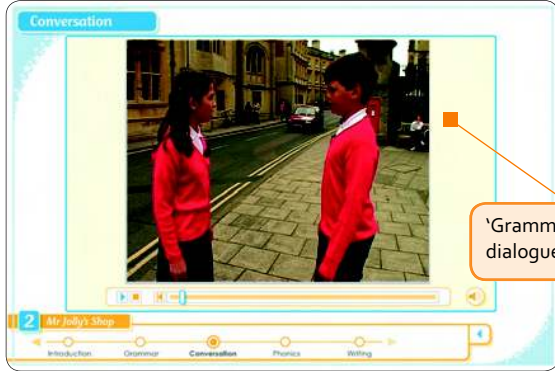 Conversation
'Gramm
dialogue
2 Mr Jolly's Shop
Introduction Grammar Conversation Phonics Writing